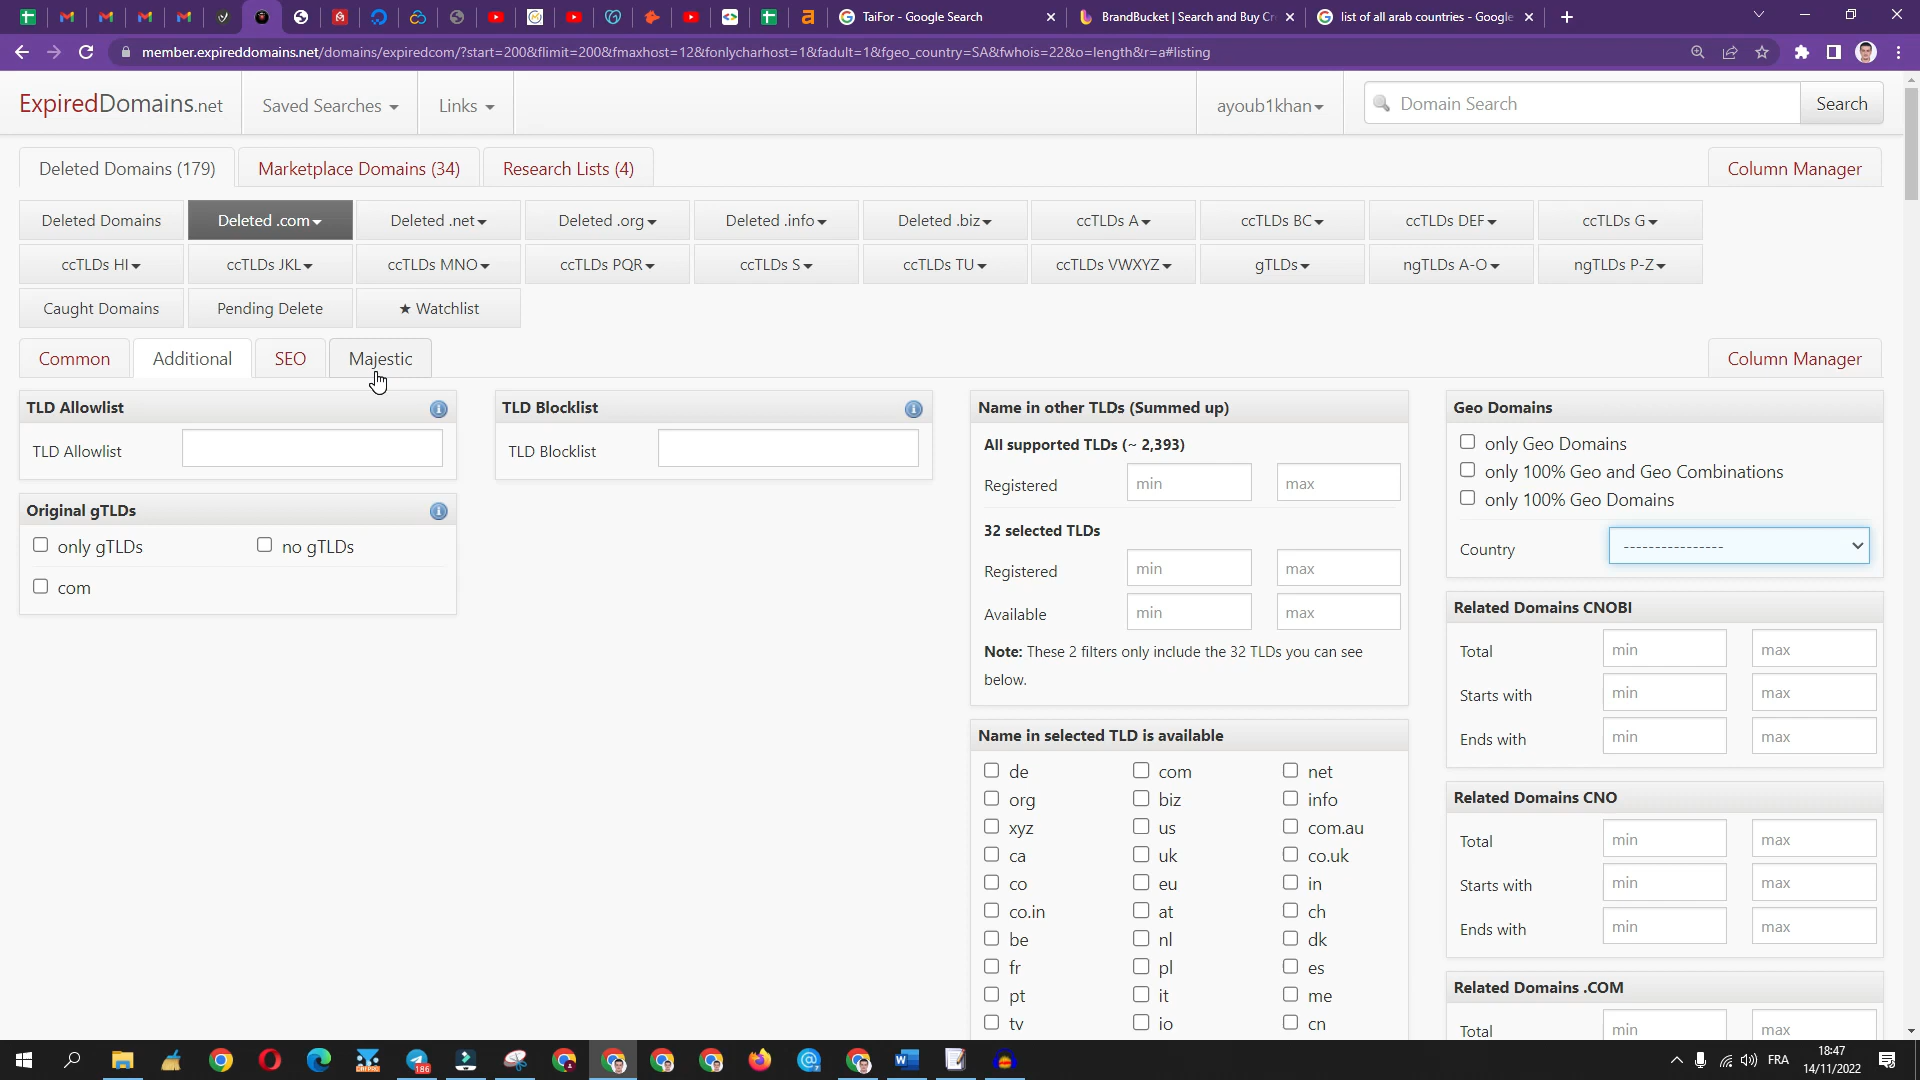 TaiFor - Google Search
BrandBucket | Search and Buy Cr
list of all arab countries - Google
member.expireddomains.net/domains/expiredcom/?start=200&flimit=200&fmaxhost=12&fonlycharhost=1&fadult=1&fgeo_country=SA&fwhois=22&o=length&r=a#listing
ExpiredDomains.net
Saved Searches
Links
ayoub1khan
Domain Search
Search
Deleted Domains (179)
Marketplace Domains (34)
Research Lists (4)
Column Manager
Deleted Domains
Deleted .com
Deleted .net
Deleted .org
Deleted .info
Deleted .biz
ccTLDs A
ccTLDs BC
ccTLDs DEF
ccTLDs G
ccTLDs HI
ccTLDs JKL
ccTLDs MNO
ccTLDs PQR
ccTLDs S
ccTLDs TU
ccTLDs VWXYZ
gTLDs
ngTLDs A-O
ngTLDs P-Z
Caught Domains
Pending Delete
★ Watchlist
Common
Additional
SEO
Majestic
Column Manager
TLD Allowlist
TLD Allowlist
Original gTLDs
only gTLDs
no gTLDs
com
TLD Blocklist
TLD Blocklist
Name in other TLDs (Summed up)
All supported TLDs (~ 2,393)
Registered
min
max
32 selected TLDs
Registered
min
max
Available
min
max
Note: These 2 filters only include the 32 TLDs you can see
below.
Name in selected TLD is available
de
com
net
org
biz
info
xyz
us
com.au
ca
uk
co.uk
co
eu
in
co.in
at
ch
be
nl
dk
fr
pl
es
pt
it
me
tv
io
cn
Geo Domains
only Geo Domains
only 100% Geo and Geo Combinations
only 100% Geo Domains
Country
----------------
Related Domains CNOBI
Total
min
max
Starts with
min
max
Ends with
min
max
Related Domains CNO
Total
min
max
Starts with
min
max
Ends with
min
max
Related Domains .COM
Total
min
max
186
FRA
18:47
14/11/2022